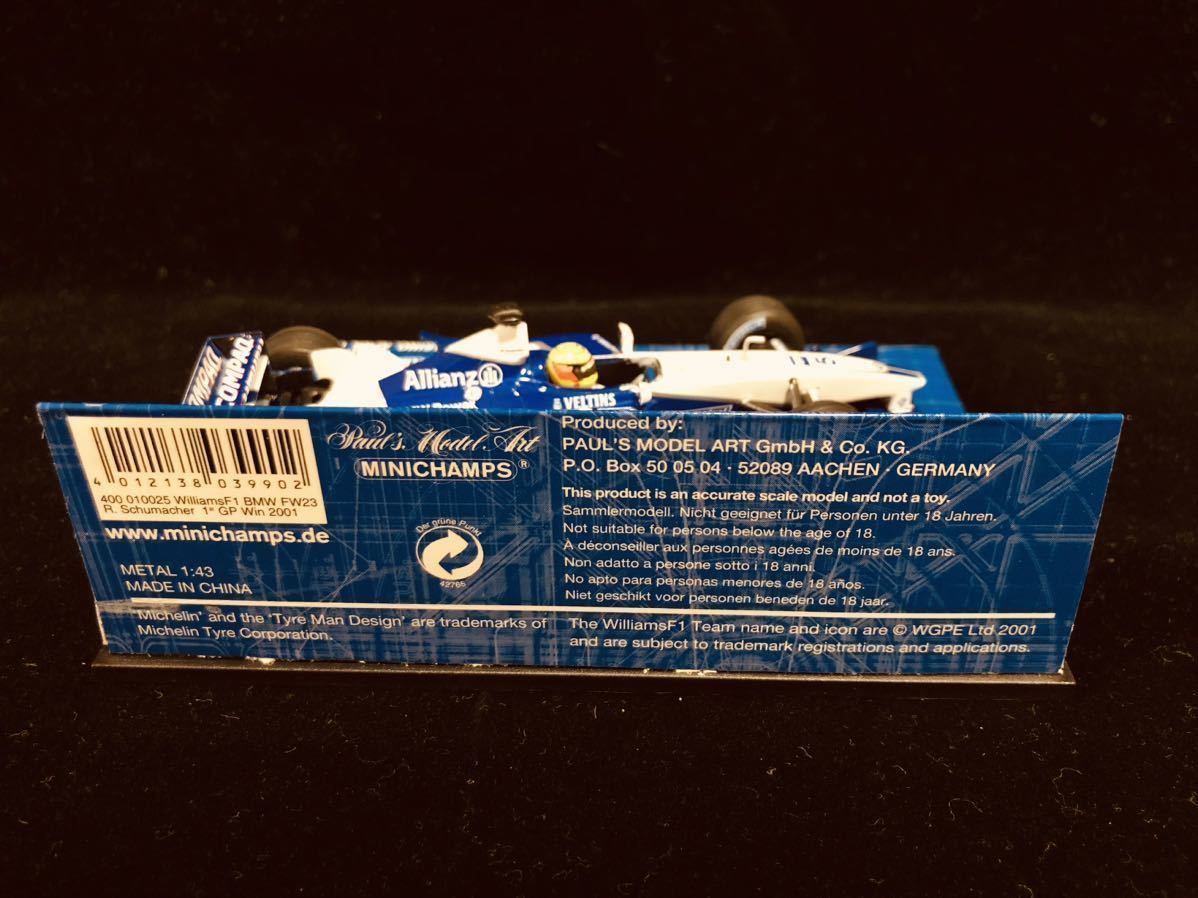 COMPAQ
COMPAQ
Allianz
VELTINS
4 012138 039902
400 010025 WilliamsF1 BMW FW23
R. Schumacher 1st GP Win 2001
www.minichamps.de
METAL 1:43
MADE IN CHINA
Paul's Model Art
MINICHAMPS®
Der grüne Punkt
42765
Produced by:
PAUL'S MODEL ART GmbH & Co. KG.
P.O. Box 50 05 04 · 52089 AACHEN · GERMANY
This product is an accurate scale model and not a toy.
Sammlermodell. Nicht geeignet für Personen unter 18 Jahren.
Not suitable for persons below the age of 18.
À déconseiller aux personnes agées de moins de 18 ans.
Non adatto a persone sotto i 18 anni.
No apto para personas menores de 18 años.
Niet geschikt voor personen beneden de 18 jaar.
Michelin' and the 'Tyre Man Design' are trademarks of
Michelin Tyre Corporation.
The WilliamsF1 Team name and icon are © WGPE Ltd 2001
and are subject to trademark registrations and applications.